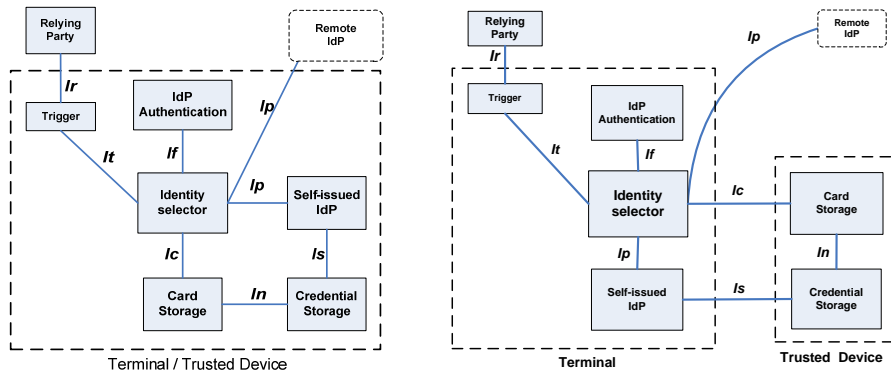 Relying
Party
Remote
IdP
Ir
Trigger
IdP
Authentication
Ip
It
If
Identity
selector
Ip
Self-issued
IdP
Ic
Is
Card
Storage
In
Credential
Storage
Terminal / Trusted Device
Relying
Party
Remote
IdP
Ip
Ir
Trigger
IdP
Authentication
It
If
Identity
selector
Ic
Card
Storage
Ip
In
Self-issued
IdP
Is
Credential
Storage
Terminal
Trusted Device